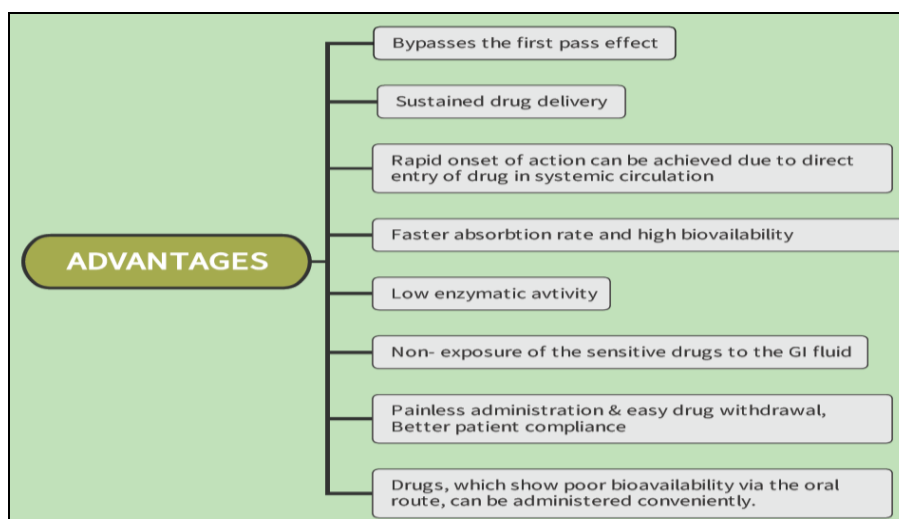 Bypasses the first pass effect
Sustained drug delivery
Rapid onset of action can be achieved due to direct
entry of drug in systemic circulation
Faster absorbtion rate and high biovailability
ADVANTAGES
Low enzymatic avtivity
Non- exposure of the sensitive drugs to the GI fluid
Painless administration & easy drug withdrawal,
Better patient compliance
Drugs, which show poor bioavailability via the oral
route, can be administered conveniently.